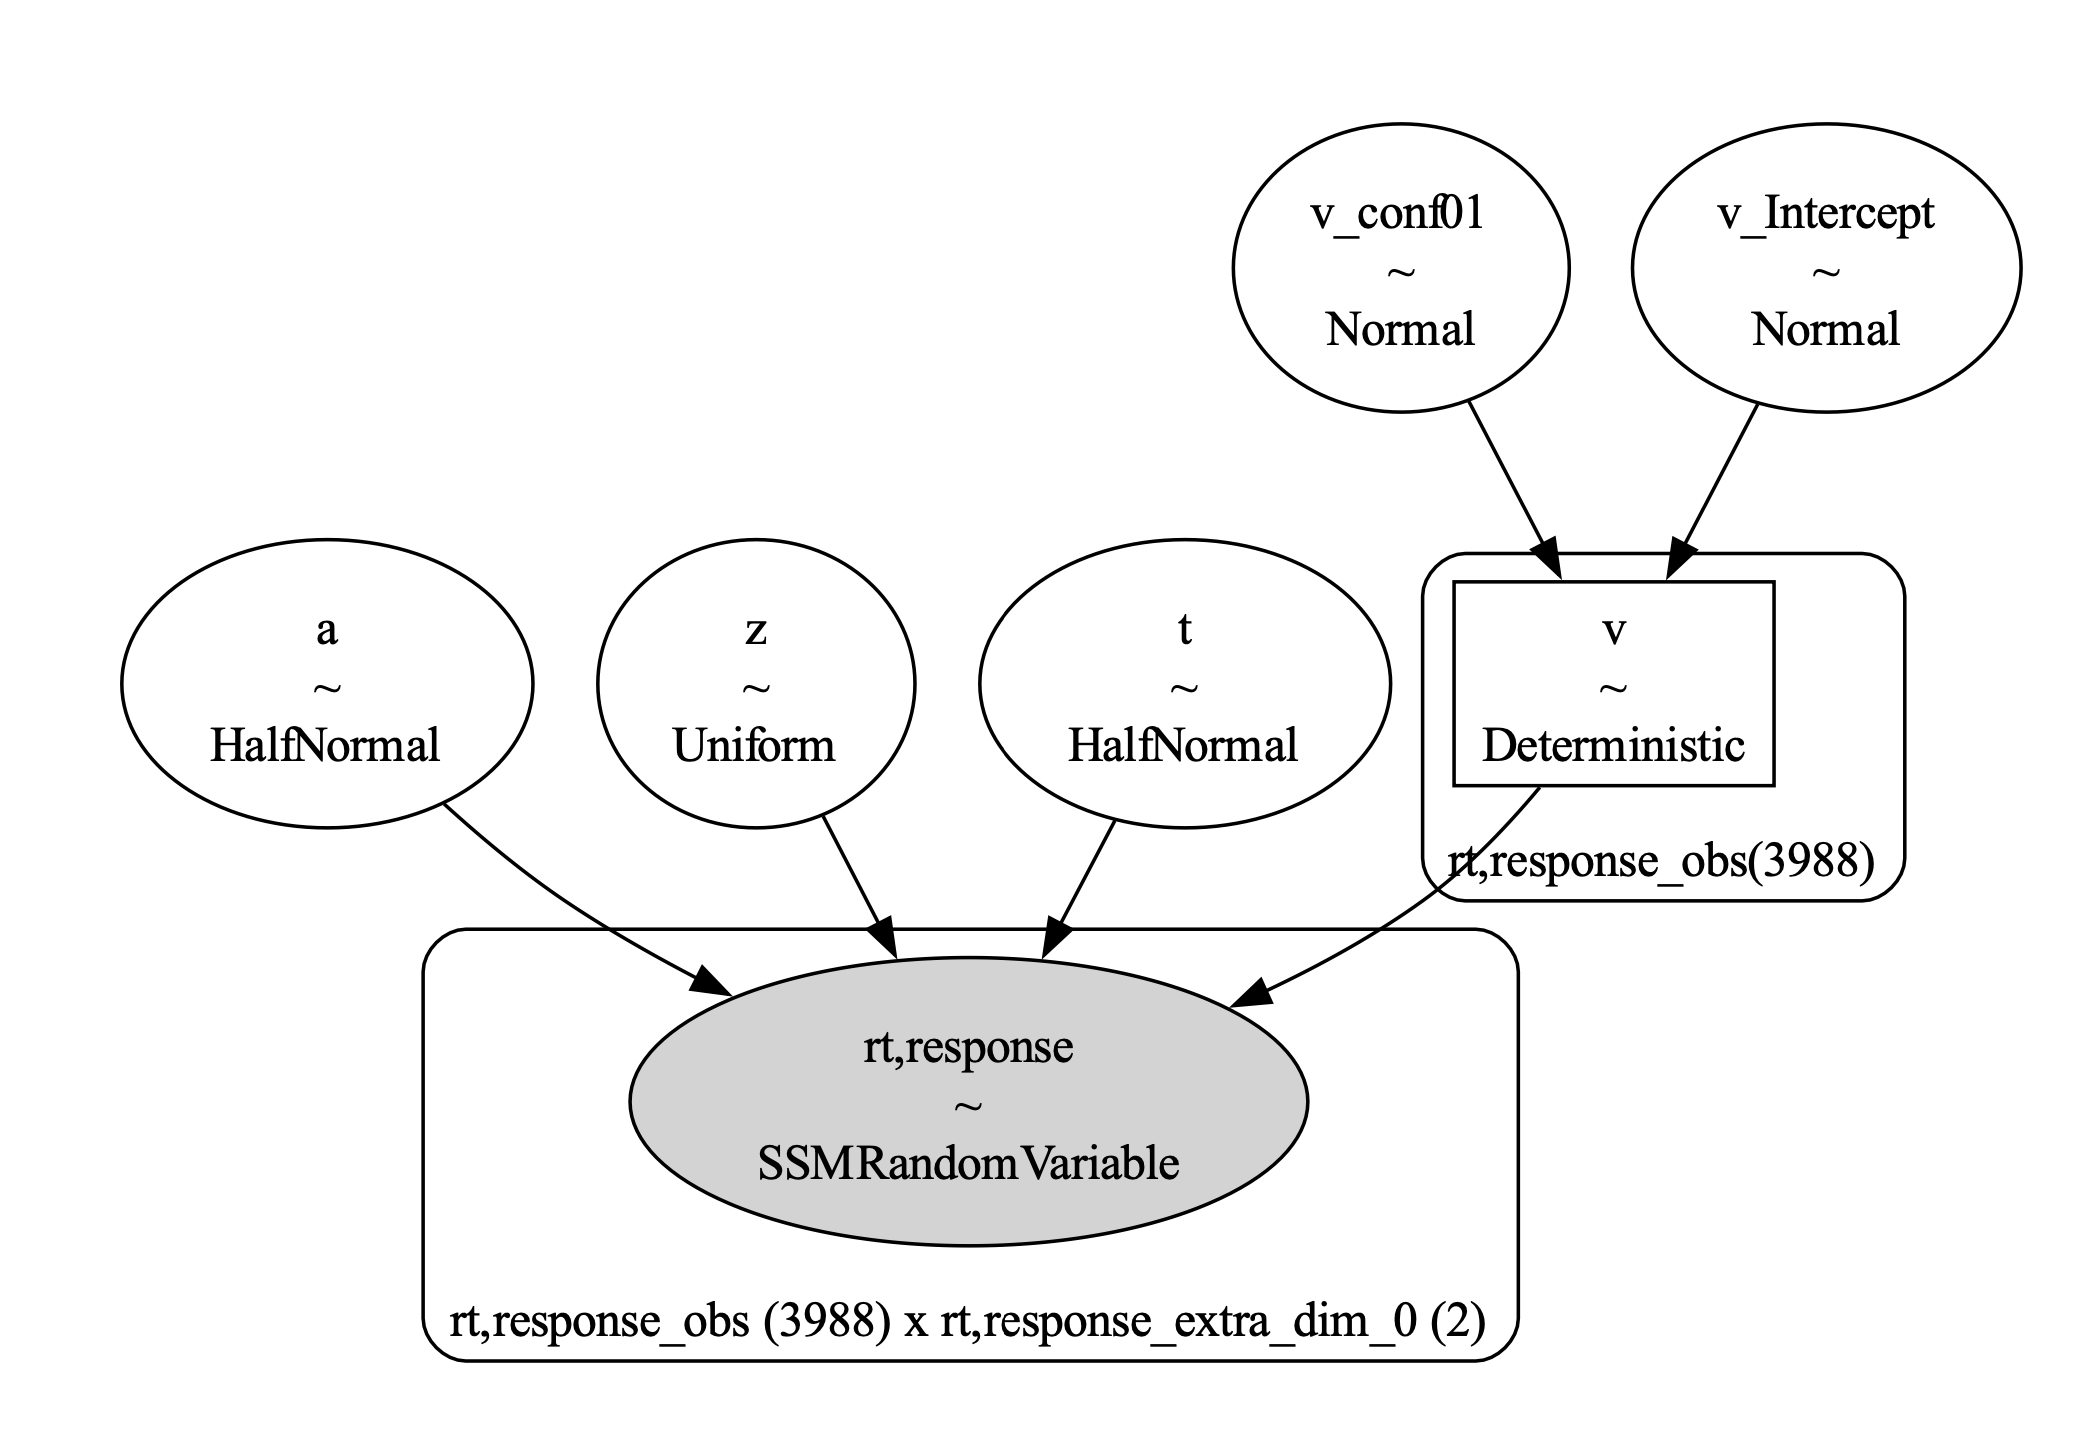 v_conf01
~
Normal
v_Intercept
~
Normal
a
~
HalfNormal
z
~
Uniform
t
~
HalfNormal
v
~
Deterministic
rt,response_obs(3988)
rt,response
~
SSMRandomVariable
rt,response_obs (3988) x rt,response_extra_dim_0 (2)